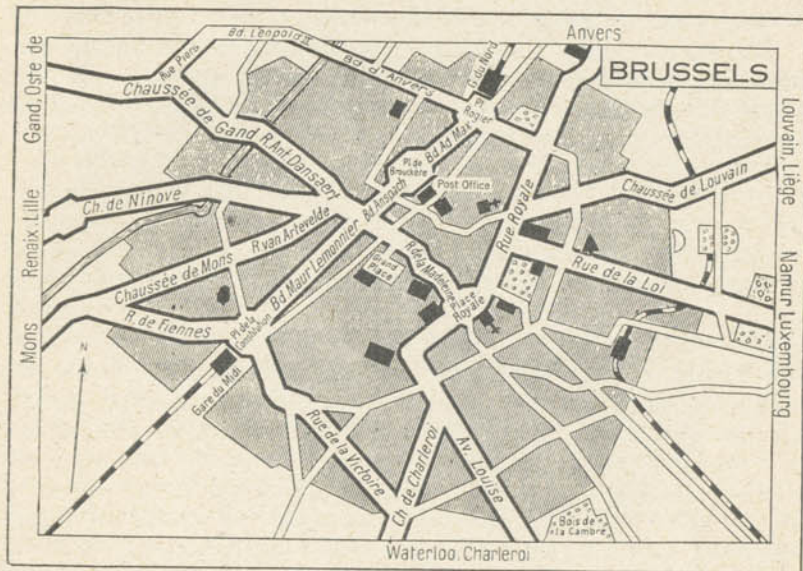 Anvers
BRUSSELS
Gand, Oste de
Renaix. Lille
Mons
Louvain, Liège
Namur Luxembourg
Waterloo. Charleroi
Rue Piers
Bd. Leopold II
Bd d'Anvers
G. du Nord
Pl. Rogier
Chaussée de Gand
R. Ant. Dansaert
Bd. Ad Max
Pl. de Brouckère
Post Office
Bd Anspach
Chaussée de Louvain
Rue Royale
Ch. de Ninove
R. van Artevelde
Chaussée de Mons
Bd. Maur Lemonnier
Grand Place
R de la Madeleine
Place Royale
Rue de la Loi
R. de Fiennes
Pl de la Constitution
N
Gare du Midi
Rue de la Victoire
Ch de Charleroi
Av. Louise
Bois de la Cambre